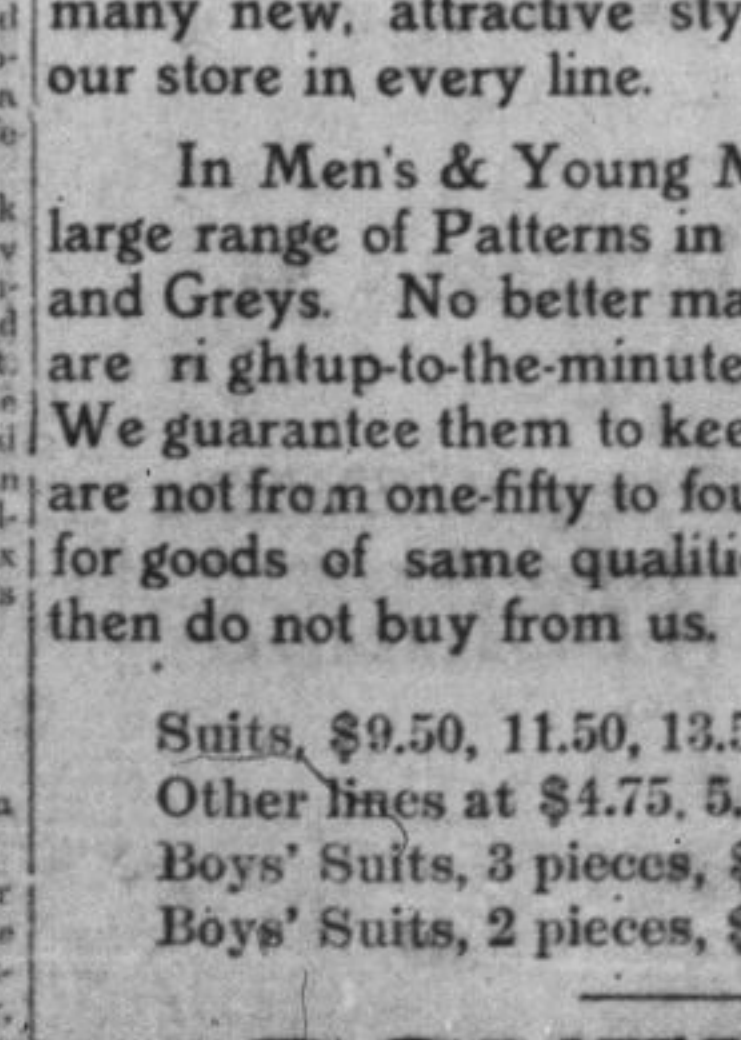 many new, attractive sty
our store in every line.
In Men's & Young M
large range of Patterns in
and Greys. No better ma
are ri ghtup-to-the-minute
We guarantee them to kee
are not from one-fifty to fou
for goods of same qualiti
then do not buy from us.
Suits, $9.50, 11.50, 13.5
Other lines at $4.75, 5.
Boys' Suits, 3 pieces, $
Boys' Suits, 2 pieces, $